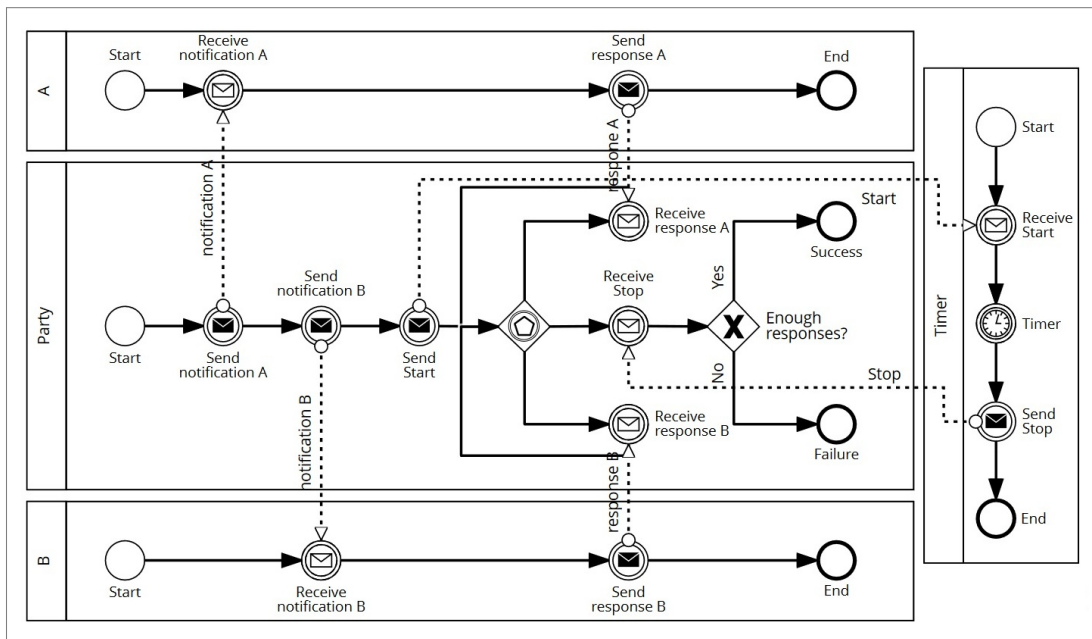 A
Start
Receive
notification A
Send
response A
End
notification A
respone A
Party
Start
Send
notification A
Send
notification B
Send
Start
notification B
Receive
response A
Receive
Stop
Receive
response B
response B
Yes
No
Enough
responses?
Start
Success
Stop
Failure
B
Start
Receive
notification B
Send
response B
End
Timer
Start
Receive
Start
Timer
Send
Stop
End